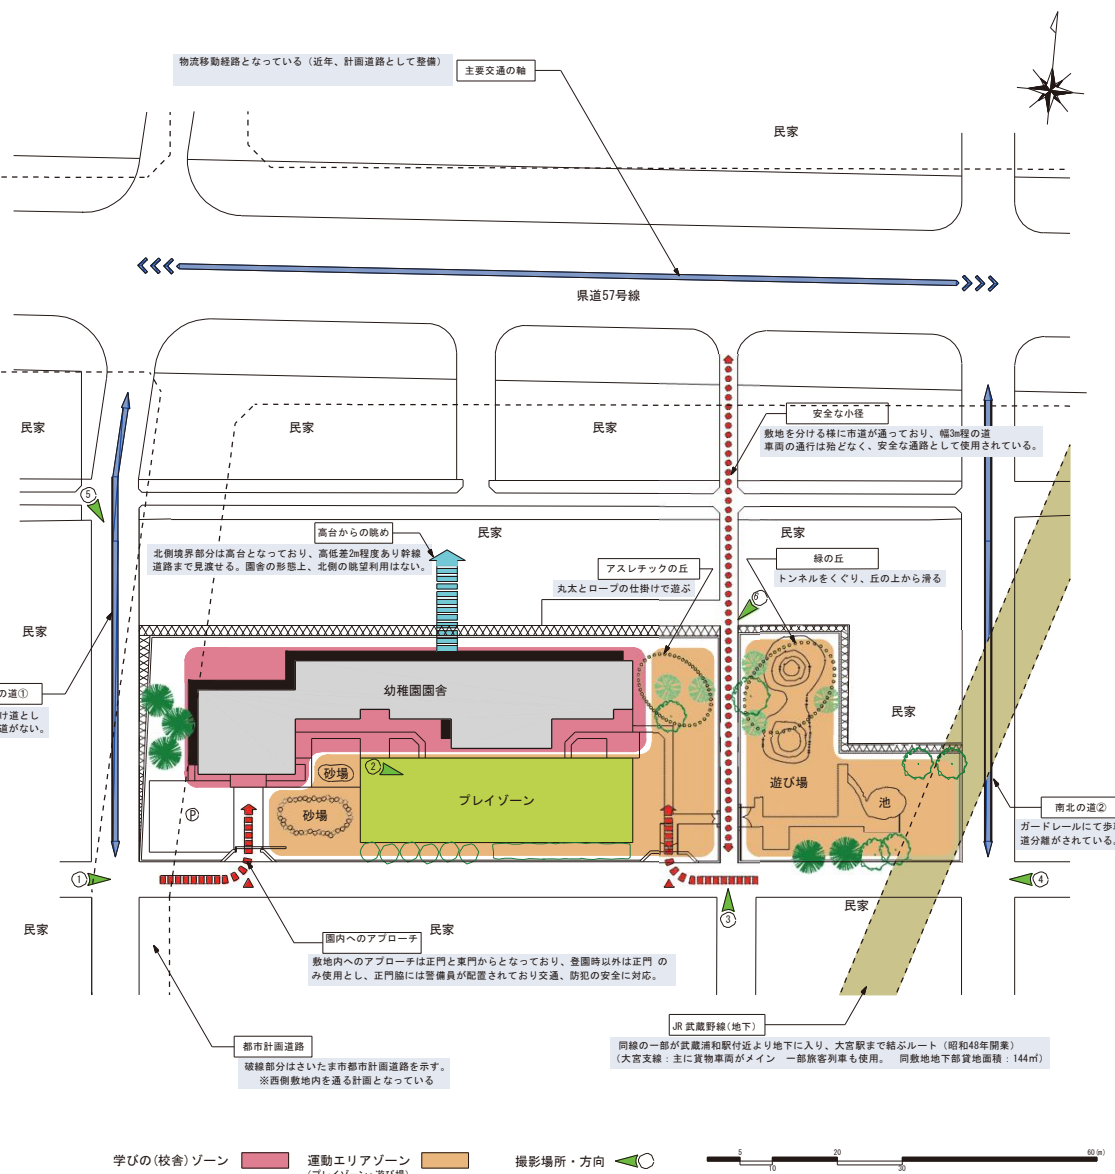 物流移動経路となっている（近年、計画道路として整備）
主要交通の軸
民家
県道57号線
民家
民家
民家
安全な小径
敷地を分ける様に市道が通っており、幅3m程の道
車両の通行は殆どなく、安全な通路として使用されている。
5
高台からの眺め
北側境界部分は高台となっており、高低差2m程度あり幹線
道路まで見渡せる。園舎の形態上、北側の眺望利用はない。
民家
民家
アスレチックの丘
丸太とロープの仕掛けで遊ぶ
緑の丘
トンネルをくぐり、丘の上から滑る
6
民家
の道①
け道とし
道がない。
幼稚園園舎
民家
2
砂場
砂場
プレイゾーン
遊び場
池
P
南北の道②
ガードレールにて歩車
道分離がされている。
1
4
3
民家
民家
民家
園内へのアプローチ
敷地内へのアプローチは正門と東門からとなっており、登園時以外は正門 の
み使用とし、正門脇には警備員が配置されており交通、防犯の安全に対応。
都市計画道路
破線部分はさいたま市都市計画道路を示す。
※西側敷地内を通る計画となっている
JR 武蔵野線(地下)
同線の一部が武蔵浦和駅付近より地下に入り、大宮駅まで結ぶルート（昭和48年開業）
（大宮支線：主に貨物車両がメイン 一部旅客列車も使用。 同敷地地下部貸地面積：144㎡）
学びの(校舎)ゾーン
運動エリアゾーン
(プレイゾーン・遊び場)
撮影場所・方向
5 10 20 30 60(m)